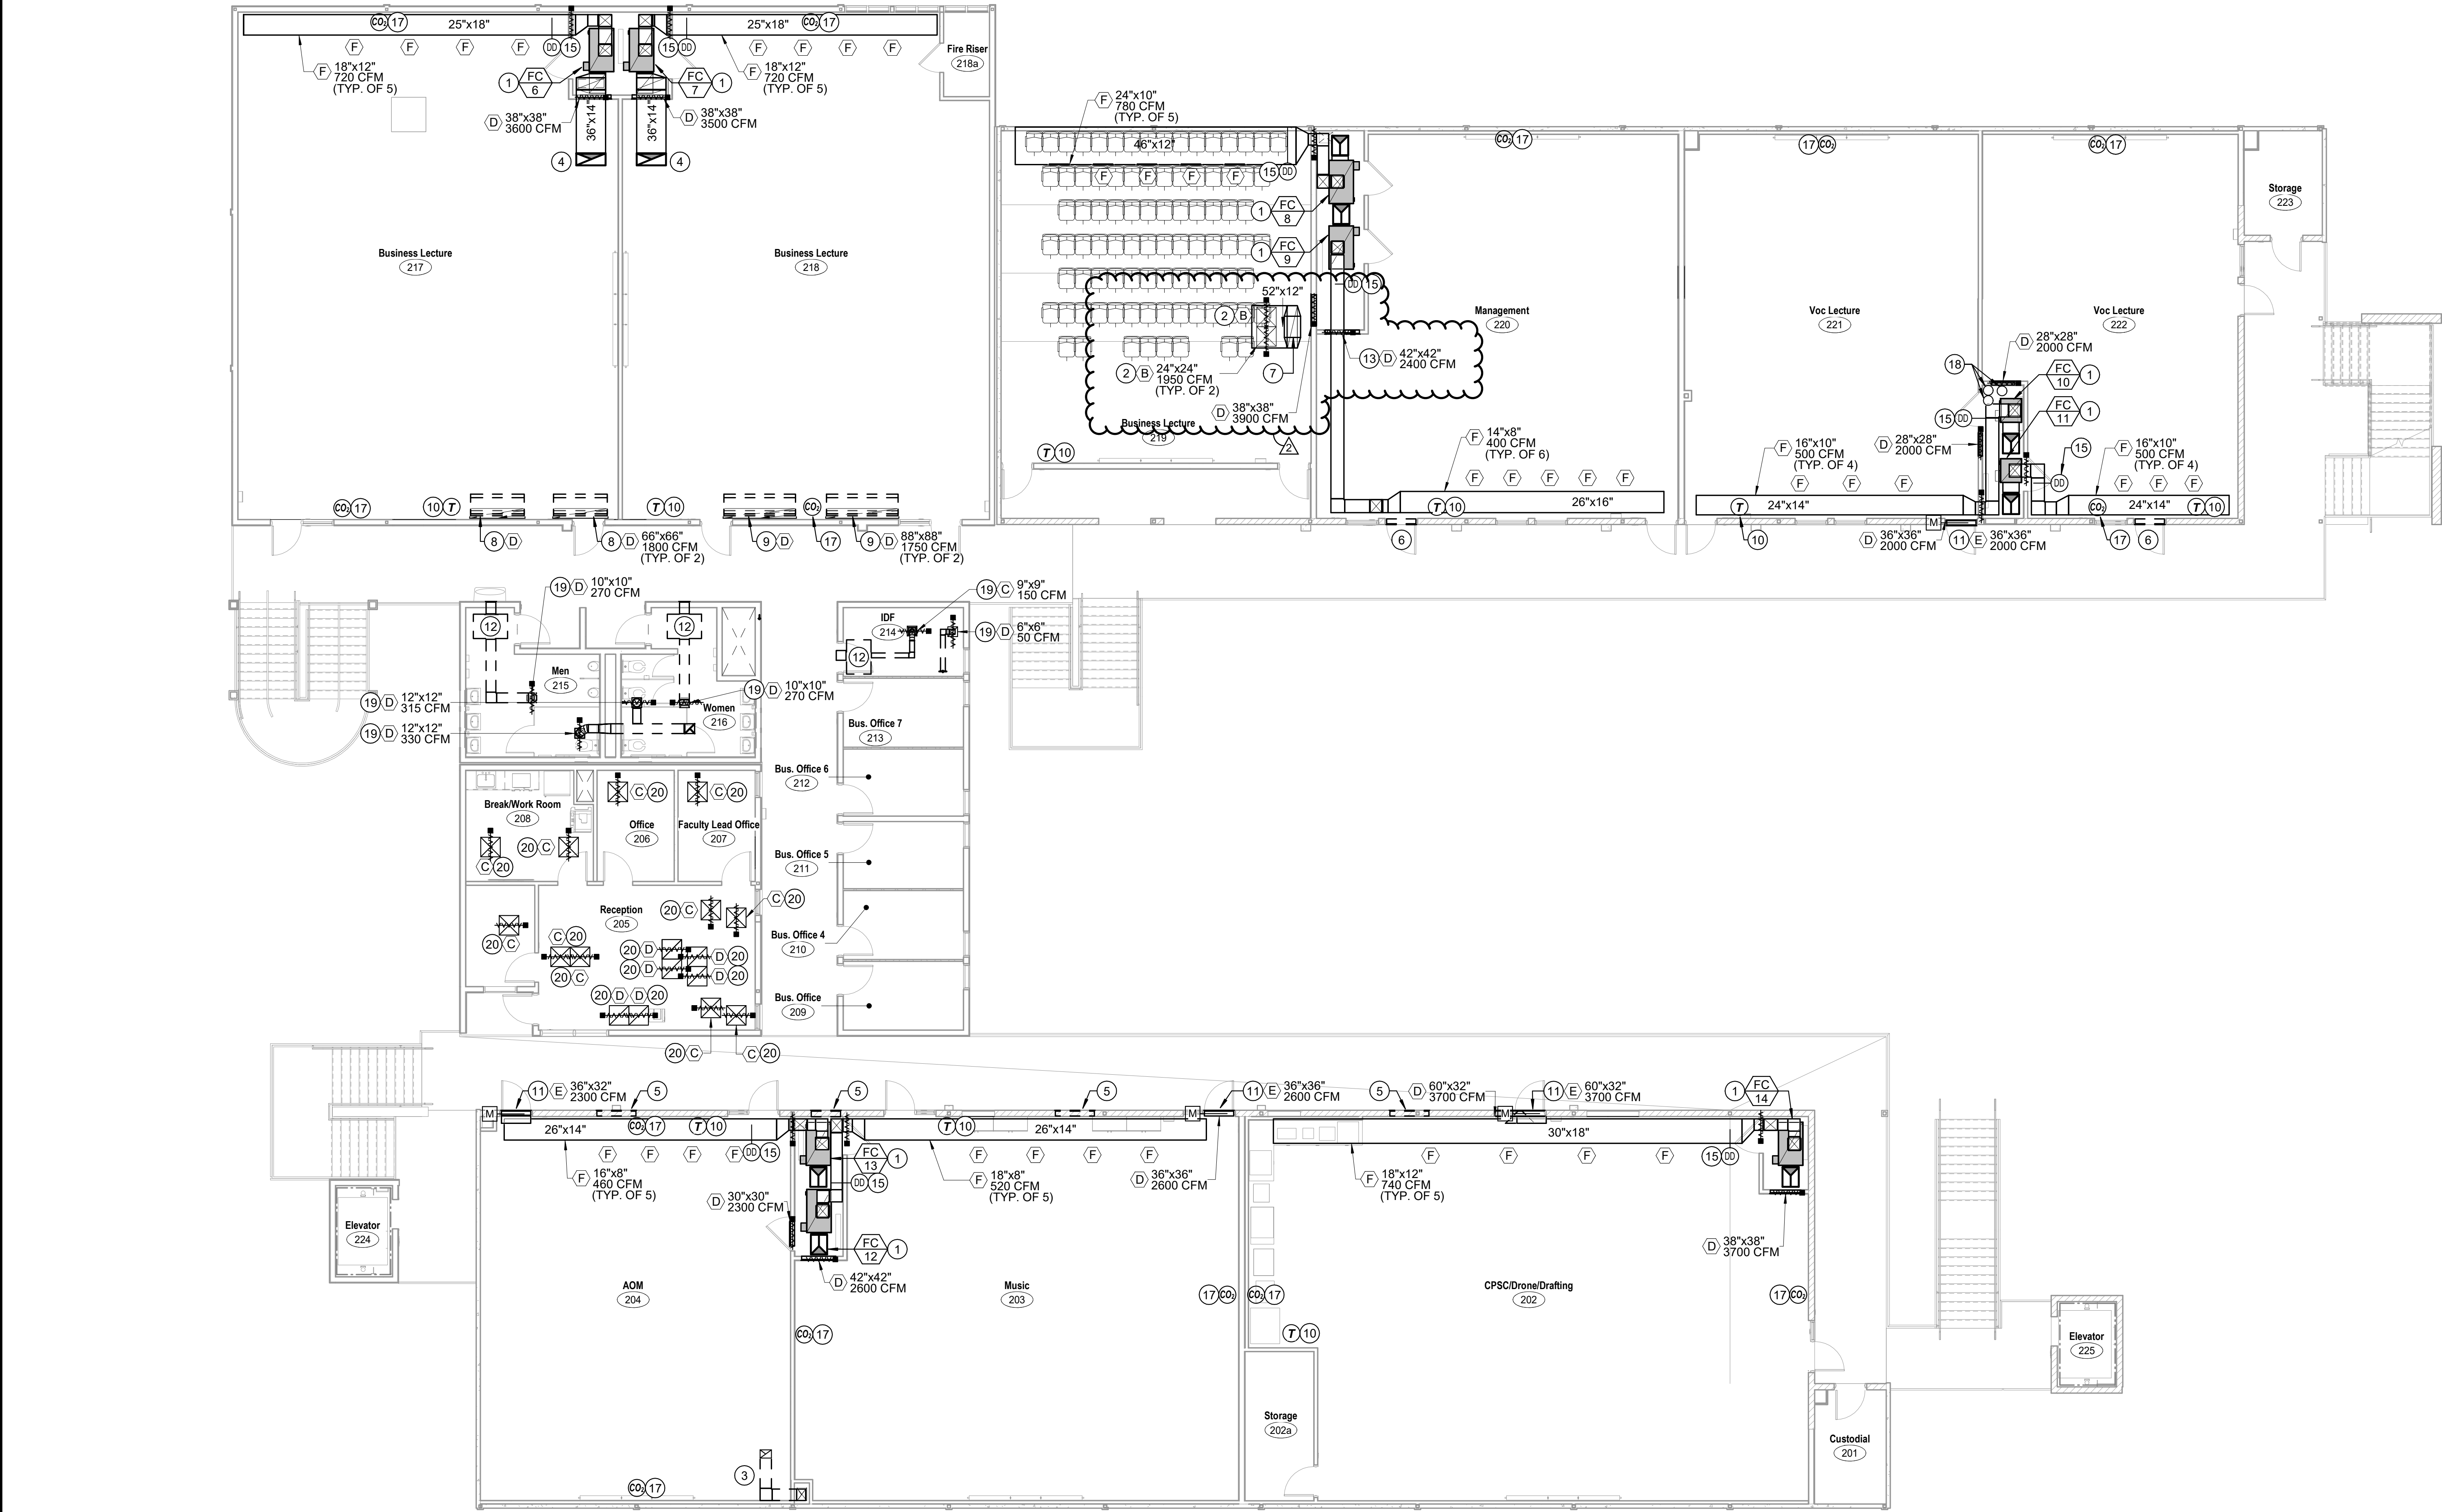 CO₂ 17
25"x18"
25"x18"
CO₂ 17
F F F F
DD 15
15 DD
F F F F
F 18"x12"
720 CFM
(TYP. OF 5)
1 FC
6
FC 1
7
F 18"x12"
720 CFM
(TYP. OF 5)
Fire Riser
218a
D 38"x38"
3600 CFM
36"x14"
36"x14"
D 38"x38"
3500 CFM
4
4
F 24"x10"
780 CFM
(TYP. OF 5)
46"x12"
F F F F
15 DD
CO₂ 17
17 CO₂
CO₂ 17
Storage
223
1 FC
8
1 FC
9
Business Lecture
217
Business Lecture
218
52"x12"
DD 15
2 B
Management
220
Voc Lecture
221
Voc Lecture
222
13 D 42"x42"
2400 CFM
2 B 24"x24"
1950 CFM
(TYP. OF 2)
7
D 38"x38"
3900 CFM
Business Lecture
219
2
T 10
D 28"x28"
2000 CFM
18
FC 1
10
15 DD
FC 1
11
F 14"x8"
400 CFM
(TYP. OF 6)
F F F F F
26"x16"
T 10
F 16"x10"
500 CFM
(TYP. OF 4)
F F F
D 28"x28"
2000 CFM
15
DD
F 16"x10"
500 CFM
(TYP. OF 4)
F F F
T 24"x14"
10
CO₂ 24"x14" T 10
17
6
6
M
D 36"x36"
2000 CFM
11 E 36"x36"
2000 CFM
CO₂ 17
10 T
T 10
CO₂
17
8 D
8 D 66"x66"
1800 CFM
(TYP. OF 2)
9 D
9 D 88"x88"
1750 CFM
(TYP. OF 2)
19 D 10"x10"
270 CFM
12
12
19 C 9"x9"
150 CFM
IDF
214
19 D 6"x6"
50 CFM
12
Men
215
19 D 12"x12"
315 CFM
19 D 10"x10"
270 CFM
Women
216
19 D 12"x12"
330 CFM
Bus. Office 7
213
Bus. Office 6
212
C 20
C 20
Break/Work Room
208
Office
206
Faculty Lead Office
207
20 C
C 20
Bus. Office 5
211
Reception
205
20 C
C 20
20 C
C 20
20 C
20 D
D 20
20 D
D 20
Bus. Office 4
210
20 D D 20
Bus. Office
209
20 C
C 20
M
11 E 36"x32"
2300 CFM
5
5
5
M
11 E 36"x36"
2600 CFM
5
D 60"x32"
3700 CFM
M
11 E 60"x32"
3700 CFM
1 FC
14
26"x14"
CO₂ 17
T 10
T 10
26"x14"
30"x18"
F F F F
DD 15
F 16"x8"
460 CFM
(TYP. OF 5)
FC 1
13
DD 15
F F F F
F 18"x8"
520 CFM
(TYP. OF 5)
D 36"x36"
2600 CFM
F F F F
F 18"x12"
740 CFM
(TYP. OF 5)
15 DD
D 30"x30"
2300 CFM
Elevator
224
FC 1
12
D 38"x38"
3700 CFM
D 42"x42"
2600 CFM
AOM
204
Music
203
17 CO₂
CO₂ 17
CPSC/Drone/Drafting
202
17 CO₂
CO₂ 17
T 10
Elevator
225
Storage
202a
Custodial
201
3
CO₂ 17